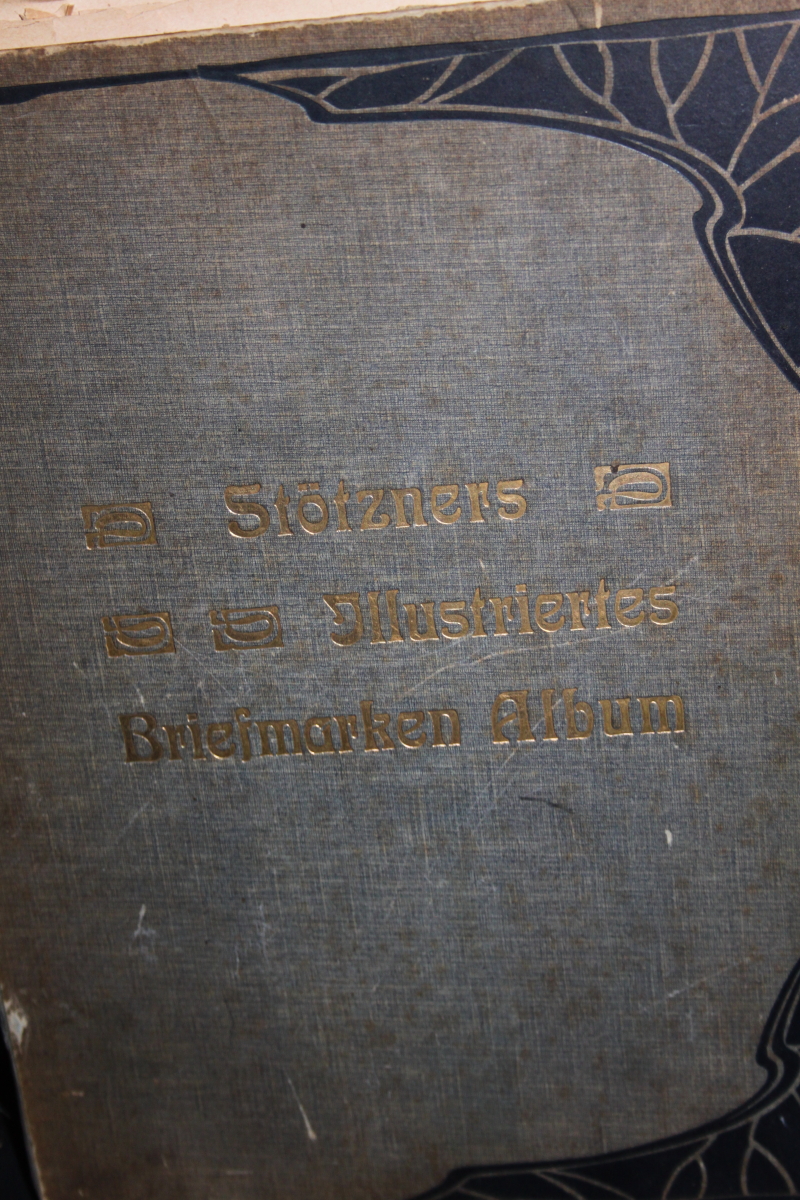 Stötzners
Illustriertes
Briefmarken Album